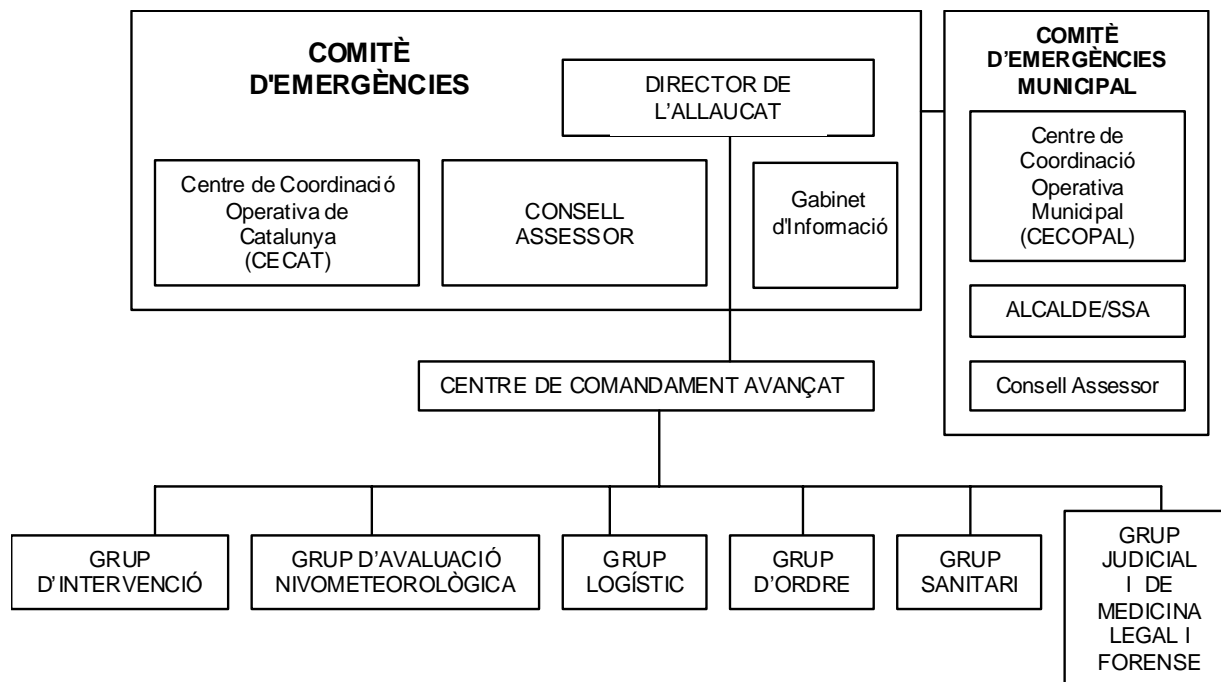 COMITÈ
D'EMERGÈNCIES
DIRECTOR DE
L'ALLAUCAT
Centre de Coordinació
Operativa de
Catalunya
(CECAT)
CONSELL
ASSESSOR
Gabinet
d'Informació
COMITÈ
D'EMERGÈNCIES
MUNICIPAL
Centre de
Coordinació
Operativa
Municipal
(CECOPAL)
ALCALDE/SSA
Consell Assessor
CENTRE DE COMANDAMENT AVANÇAT
GRUP
D'INTERVENCIÓ
GRUP D'AVALUACIÓ
NIVOMETEOROLÒGICA
GRUP
LOGÍSTIC
GRUP
D'ORDRE
GRUP
SANITARI
GRUP
JUDICIAL
I DE
MEDICINA
LEGAL I
FORENSE